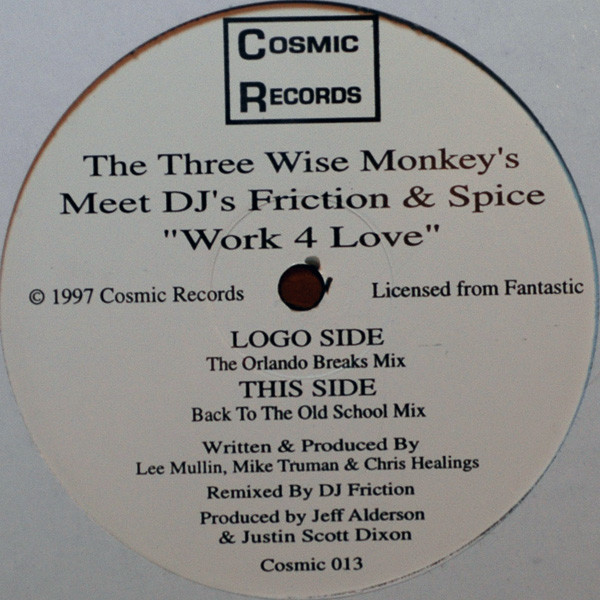 COSMIC
RECORDS
The Three Wise Monkey's
Meet DJ's Friction & Spice
"Work 4 Love"
© 1997 Cosmic Records
Licensed from Fantastic
LOGO SIDE
The Orlando Breaks Mix
THIS SIDE
Back To The Old School Mix
Written & Produced By
Lee Mullin, Mike Truman & Chris Healings
Remixed By DJ Friction
Produced by Jeff Alderson
& Justin Scott Dixon
Cosmic 013